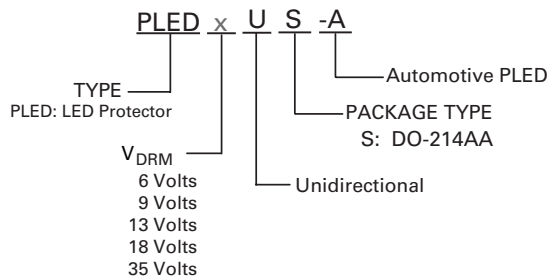 PLED x U S -A
Automotive PLED
TYPE
PLED: LED Protector
PACKAGE TYPE
S: DO-214AA
VDRM
6 Volts
9 Volts
13 Volts
18 Volts
35 Volts
Unidirectional